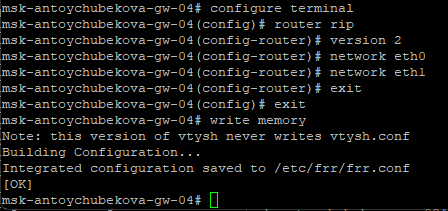 msk-antoychubekova-gw-04# configure terminal
msk-antoychubekova-gw-04(config)# router rip
msk-antoychubekova-gw-04(config-router)# version 2
msk-antoychubekova-gw-04(config-router)# network eth0
msk-antoychubekova-gw-04(config-router)# network eth1
msk-antoychubekova-gw-04(config-router)# exit
msk-antoychubekova-gw-04(config)# exit
msk-antoychubekova-gw-04# write memory
Note: this version of vtysh never writes vtysh.conf
Building Configuration...
Integrated configuration saved to /etc/frr/frr.conf
[OK]
msk-antoychubekova-gw-04#